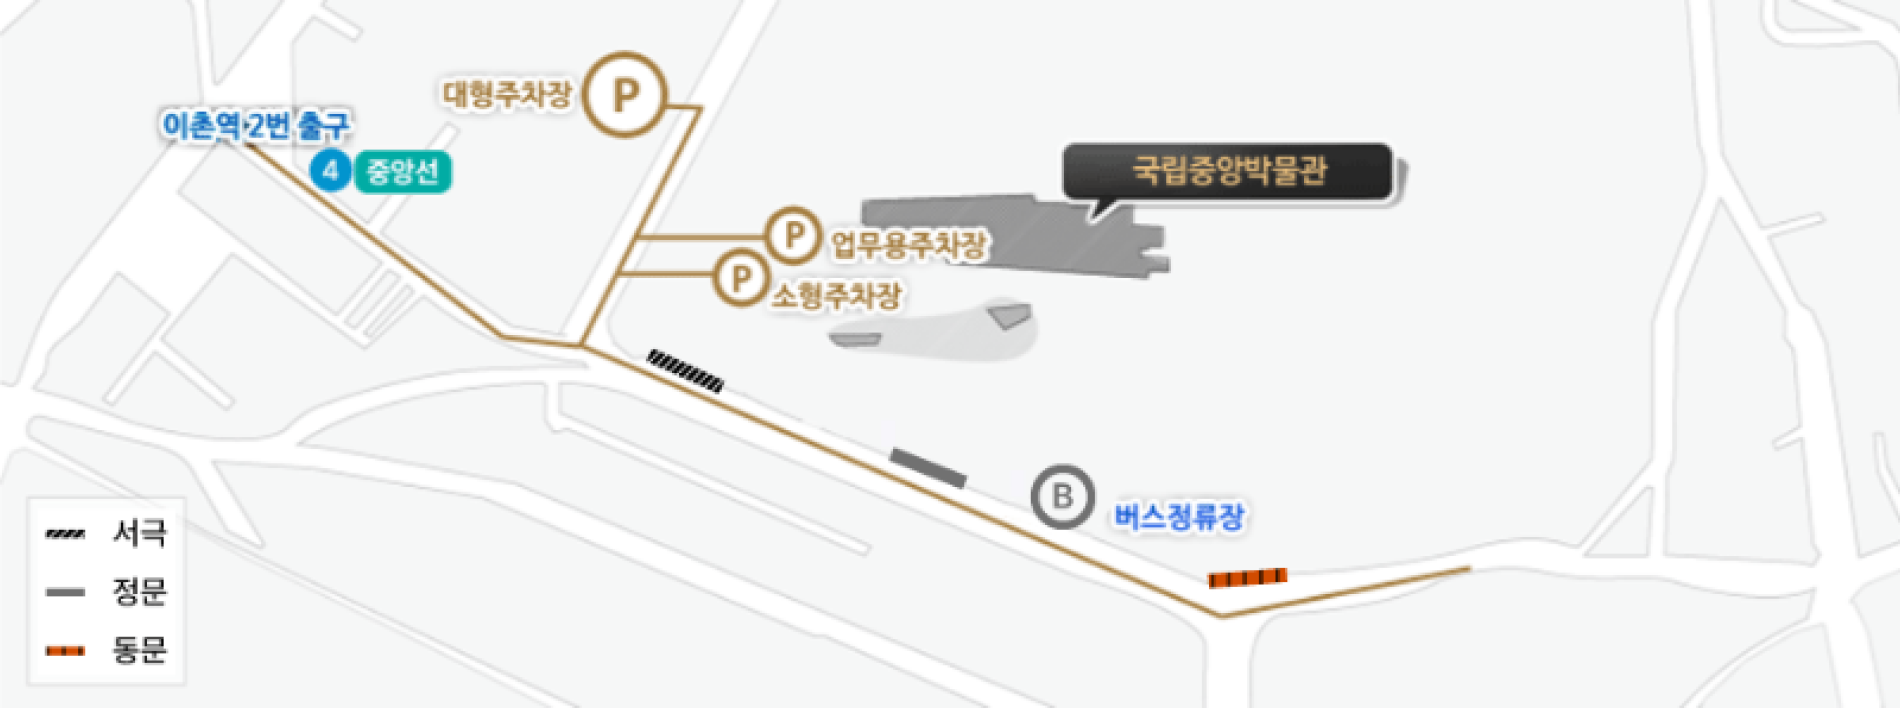 대형주차장
P
이촌역 2번 출구
4
중앙선
국립중앙박물관
P
업무용주차장
P
소형주차장
B
버스정류장
서극
정문
동문